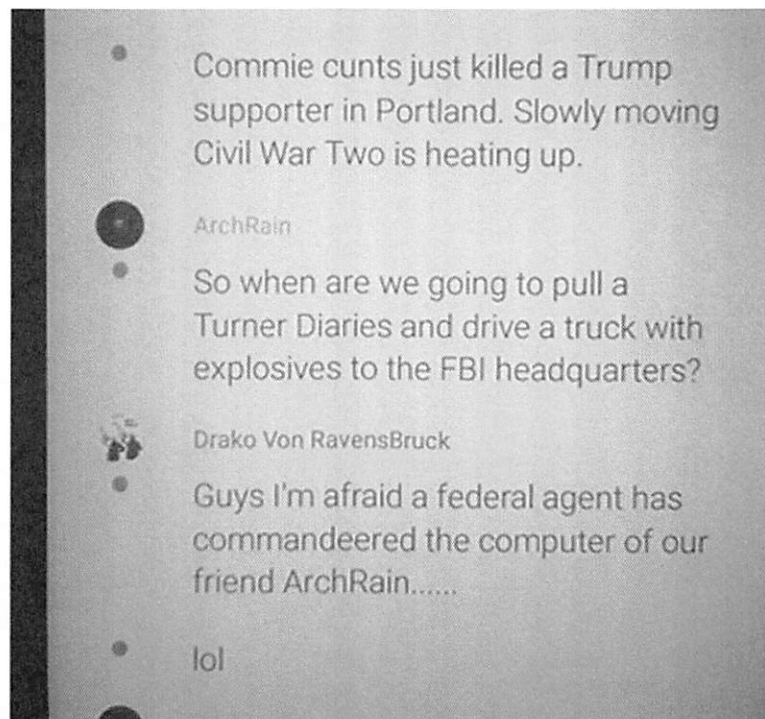 Commie cunts just killed a Trump
supporter in Portland. Slowly moving
Civil War Two is heating up.
ArchRain
So when are we going to pull a
Turner Diaries and drive a truck with
explosives to the FBI headquarters?
Drako Von RavensBruck
Guys I'm afraid a federal agent has
commandeered the computer of our
friend ArchRain......
lol